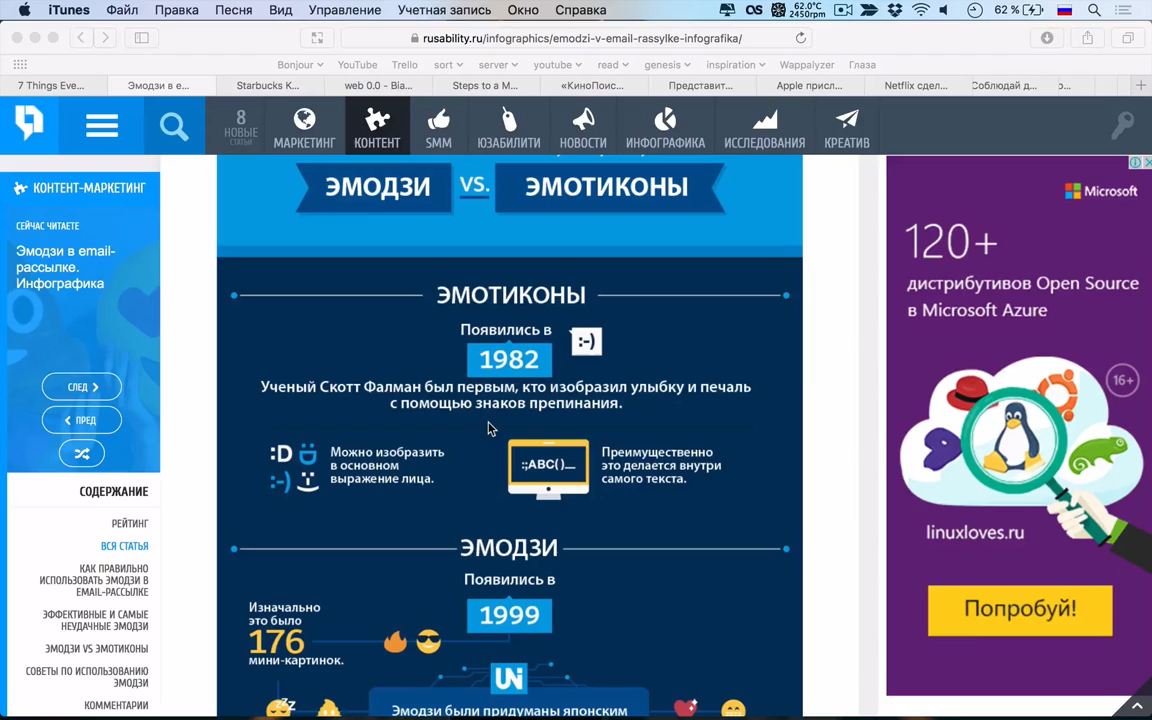 iTunes Файл Правка Песня Вид Управление Учетная запись Окно Справка
62.0°C
2450rpm
62 %
rusability.ru/infographics/emodzi-v-email-rassylke-infografika/
Bonjour YouTube Trello sort server youtube read genesis inspiration Wappalyzer Глаза
7 Things Eve... Эмодзи в e... Starbucks K... web 0.0 - Bia... Steps to a M... «КиноПоис... Представит... Apple присл... Netflix сдел... Соблюдай д...
8
НОВЫЕ
СТАТЬИ
МАРКЕТИНГ КОНТЕНТ SMM ЮЗАБИЛИТИ НОВОСТИ ИНФОГРАФИКА ИССЛЕДОВАНИЯ КРЕАТИВ
КОНТЕНТ-МАРКЕТИНГ
СЕЙЧАС ЧИТАЕТЕ
Эмодзи в email-
рассылке.
Инфографика
СЛЕД
ПРЕД
СОДЕРЖАНИЕ
РЕЙТИНГ
ВСЯ СТАТЬЯ
КАК ПРАВИЛЬНО
ИСПОЛЬЗОВАТЬ ЭМОДЗИ В
EMAIL-РАССЫЛКЕ
ЭФФЕКТИВНЫЕ И САМЫЕ
НЕУДАЧНЫЕ ЭМОДЗИ
ЭМОДЗИ VS ЭМОТИКОНЫ
СОВЕТЫ ПО ИСПОЛЬЗОВАНИЮ
ЭМОДЗИ
КОММЕНТАРИИ
ЭМОДЗИ VS. ЭМОТИКОНЫ
ЭМОТИКОНЫ
Появились в
:-)
1982
Ученый Скотт Фалман был первым, кто изобразил улыбку и печаль
с помощью знаков препинания.
:D
:-)
Можно изобразить
в основном
выражение лица.
:;ABC()__
Преимущественно
это делается внутри
самого текста.
ЭМОДЗИ
Появились в
1999
Изначально
это было
176
мини-картинок.
UNi
Эмодзи были придуманы японским
Microsoft
120+
дистрибутивов Open Source
в Microsoft Azure
16+
linuxloves.ru
Попробуй!